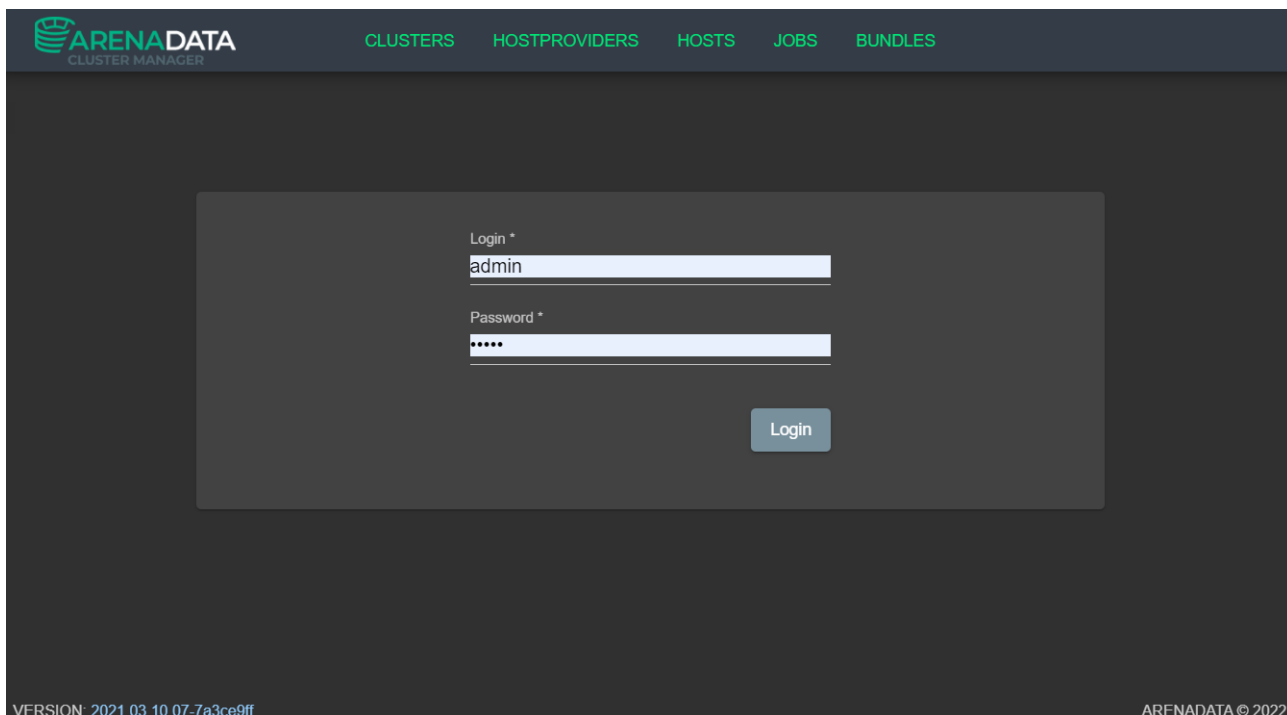 ARENADATA
CLUSTER MANAGER
CLUSTERS HOSTPROVIDERS HOSTS JOBS BUNDLES
Login *
admin
Password *
•••••
Login
VERSION: 2021.03.10.07-7a3ce9ff
ARENADATA © 2022